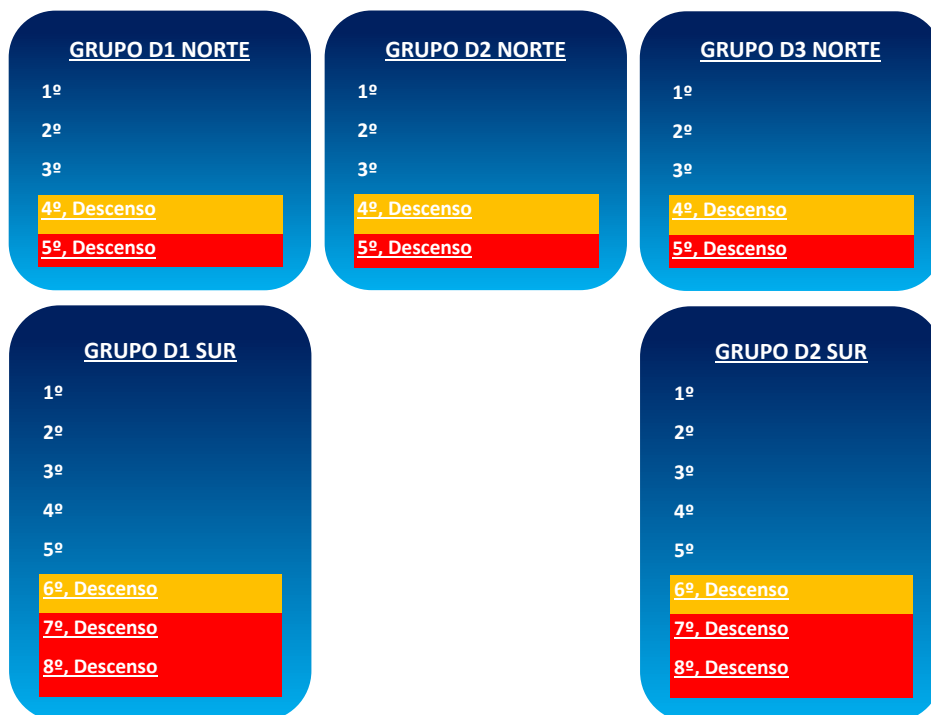 GRUPO D1 NORTE
1º
2º
3º
4º, Descenso
5º, Descenso
GRUPO D2 NORTE
1º
2º
3º
4º, Descenso
5º, Descenso
GRUPO D3 NORTE
1º
2º
3º
4º, Descenso
5º, Descenso
GRUPO D1 SUR
1º
2º
3º
4º
5º
6º, Descenso
7º, Descenso
8º, Descenso
GRUPO D2 SUR
1º
2º
3º
4º
5º
6º, Descenso
7º, Descenso
8º, Descenso